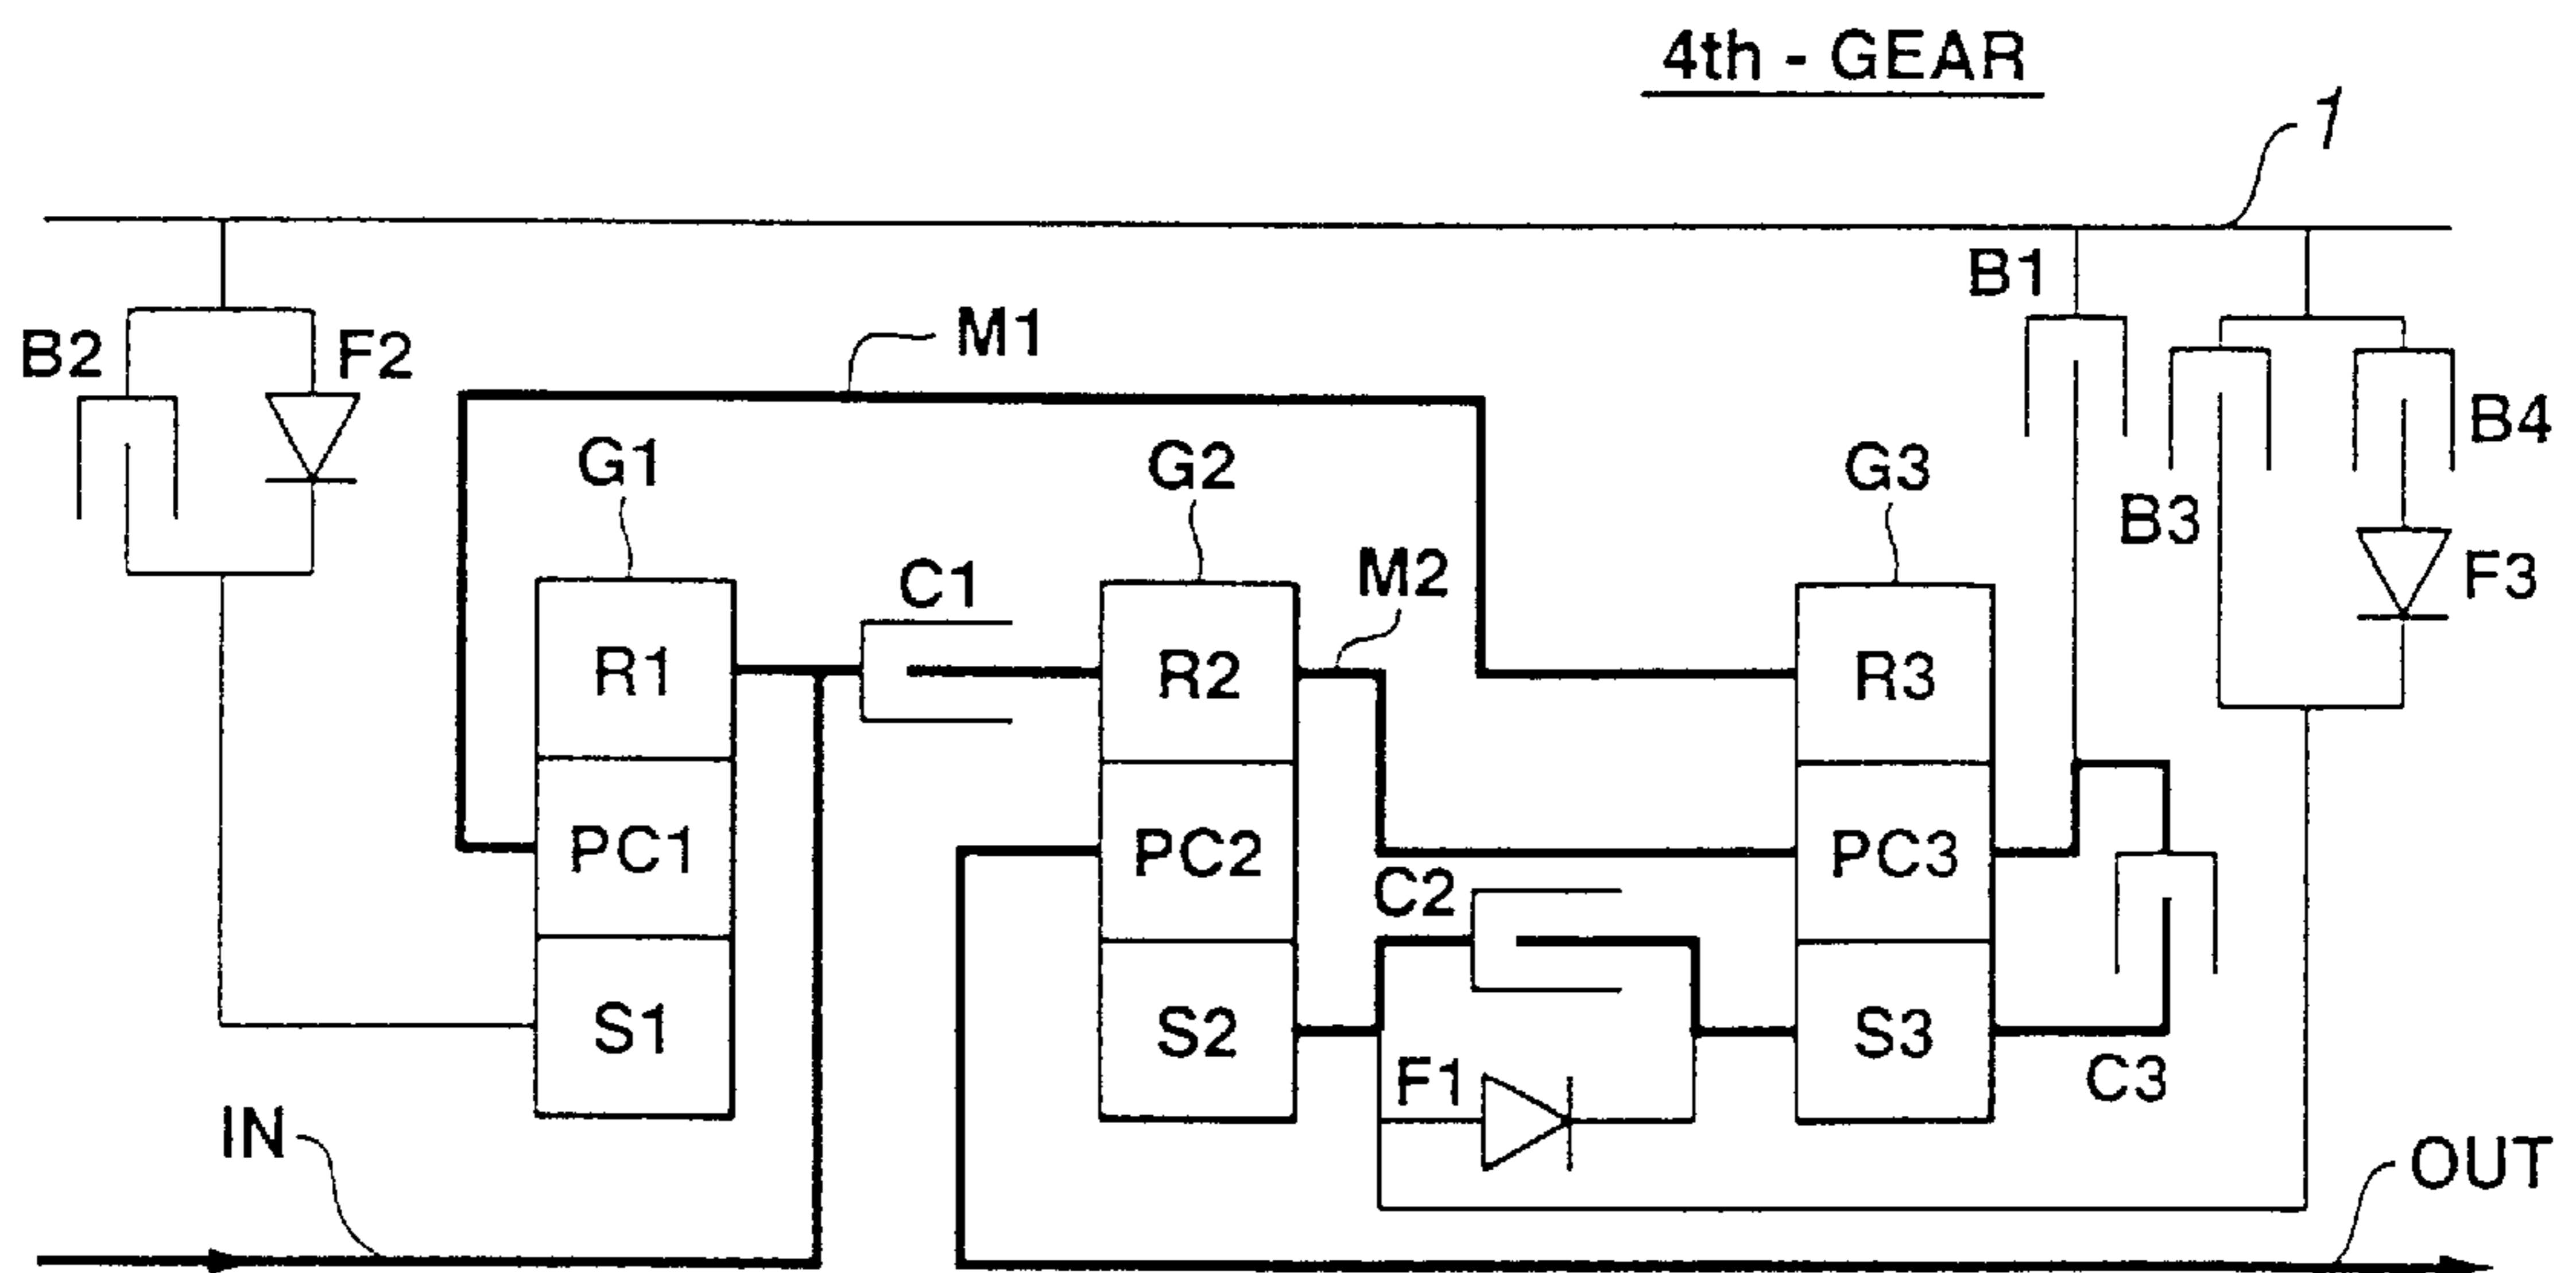 4th - GEAR
1
B1
B2
F2
M1
G1
G2
G3
B3
B4
C1
M2
F3
R1
R2
R3
PC1
PC2
PC3
C2
S1
S2
S3
F1
C3
IN
OUT